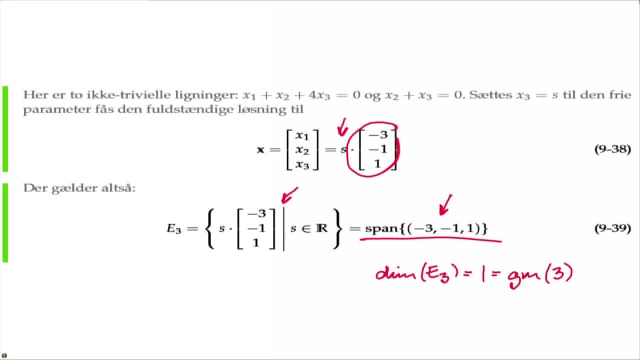 Her er to ikke-trivielle ligninger: x₁ + x₂ + 4x₃ = 0 og x₂ + x₃ = 0. Sættes x₃ = s til den frie
parameter fås den fuldstændige løsning til
x = [x₁ x₂ x₃] = s · [−3 −1 1] (9-38)
Der gælder altså:
E₃ = { s · [−3 −1 1] | s ∈ ℝ } = span{(−3, −1, 1)} (9-39)
dim(E₃) = 1 = gm(3)